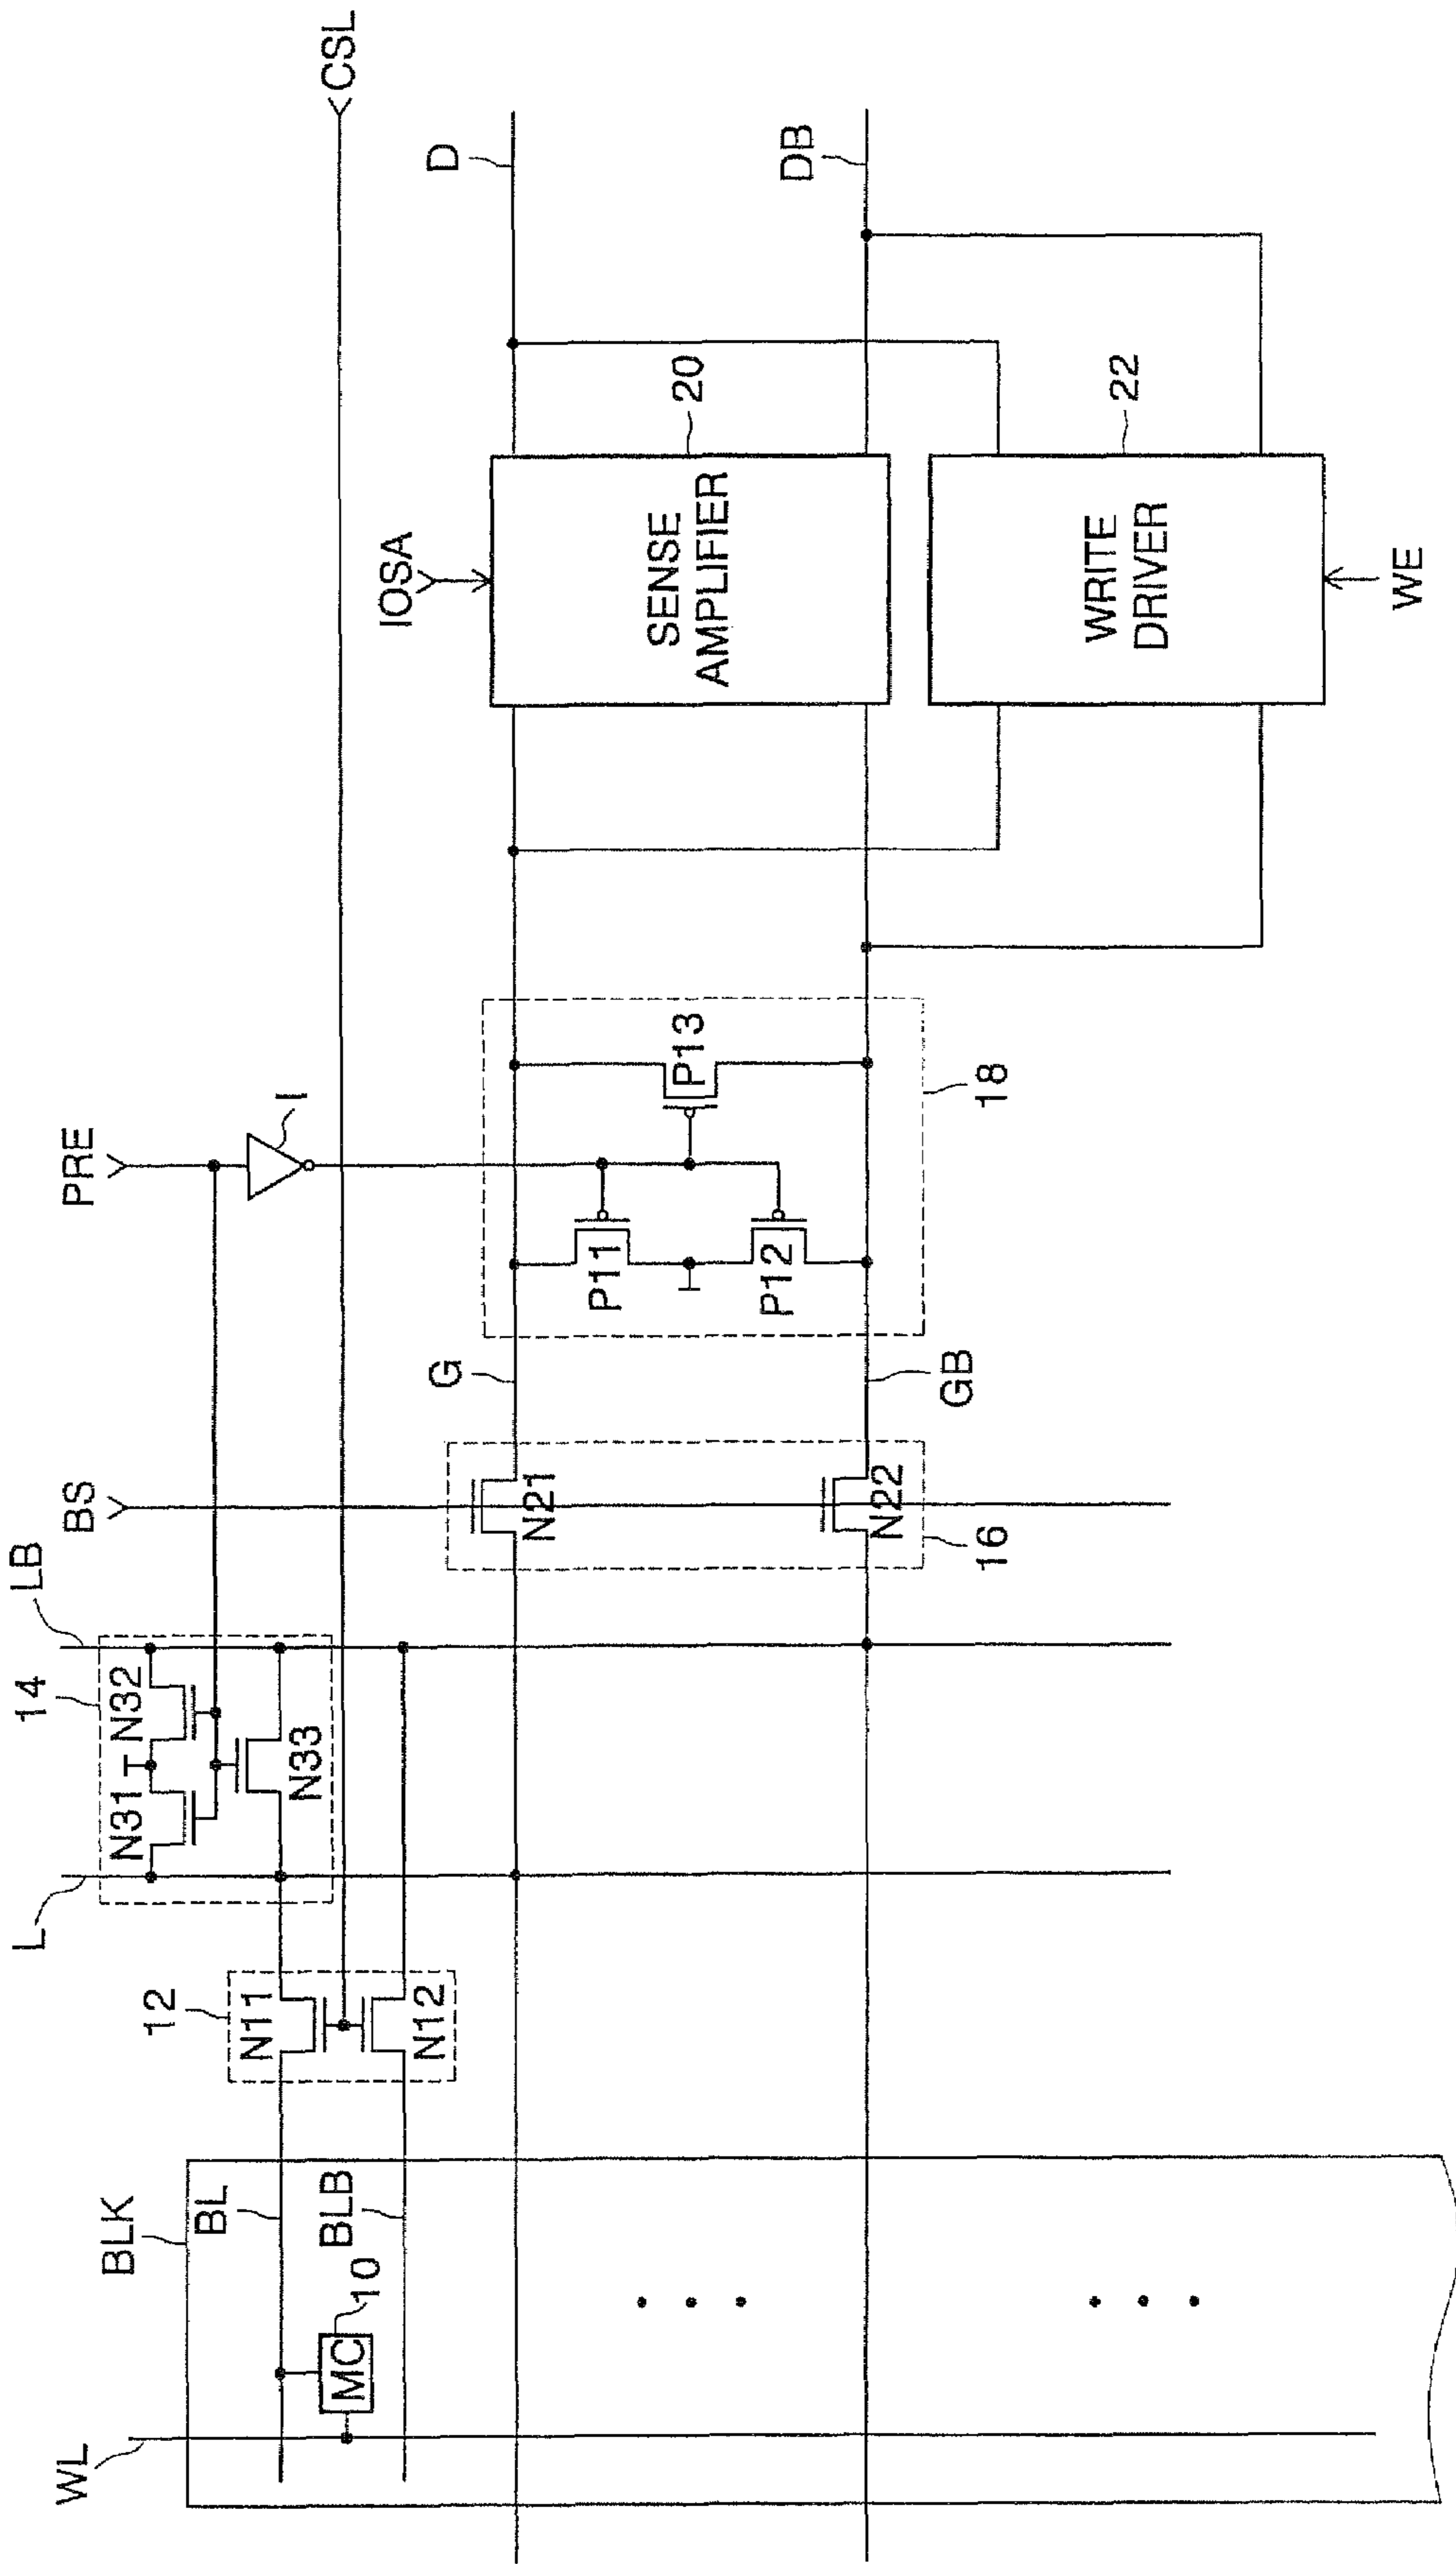 WL
BLK
BL
BLB
MC
10
12
N11
N12
L
14
LB
N31
N32
N33
BS
N21
N22
16
G
GB
PRE
I
P11
P12
P13
18
CSL
IOSA
SENSE
AMPLIFIER
20
WRITE
DRIVER
22
WE
D
DB